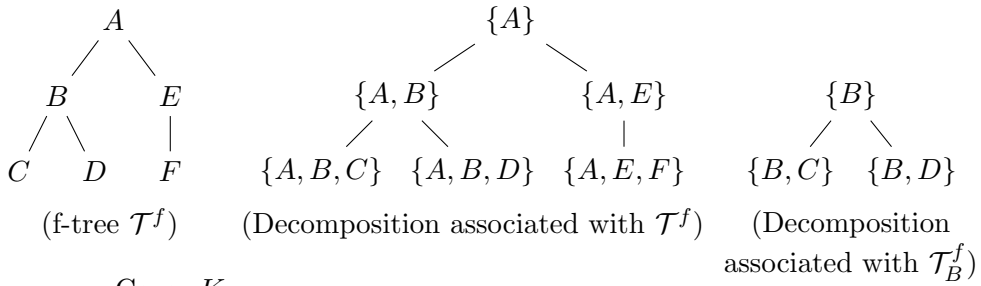 A {A}
B E {A, B} {A, E} {B}
C D F {A, B, C} {A, B, D} {A, E, F} {B, C} {B, D}
(f-tree 𝒯^f) (Decomposition associated with 𝒯^f) (Decomposition
associated with 𝒯_B^f)